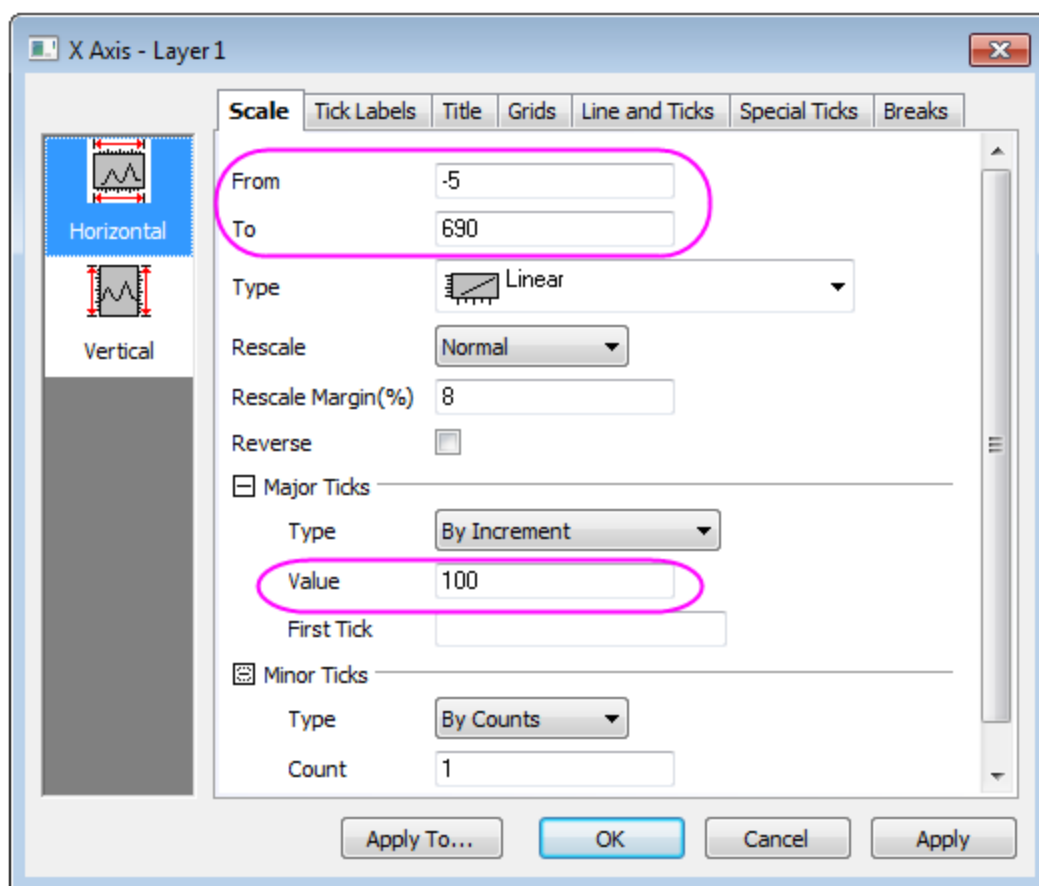 X Axis - Layer 1
Scale Tick Labels Title Grids Line and Ticks Special Ticks Breaks
Horizontal
Vertical
From -5
To 690
Type Linear
Rescale Normal
Rescale Margin(%) 8
Reverse
Major Ticks
Type By Increment
Value 100
First Tick
Minor Ticks
Type By Counts
Count 1
Apply To... OK Cancel Apply